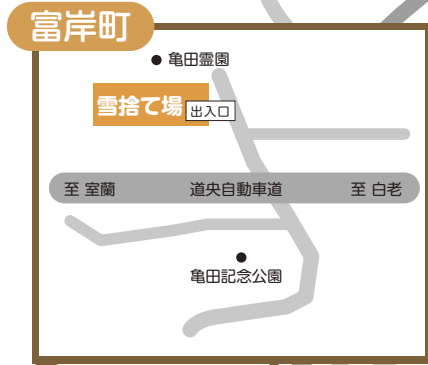 富岸町
亀田霊園
雪捨て場
出入口
至 室蘭 道央自動車道 至 白老
亀田記念公園